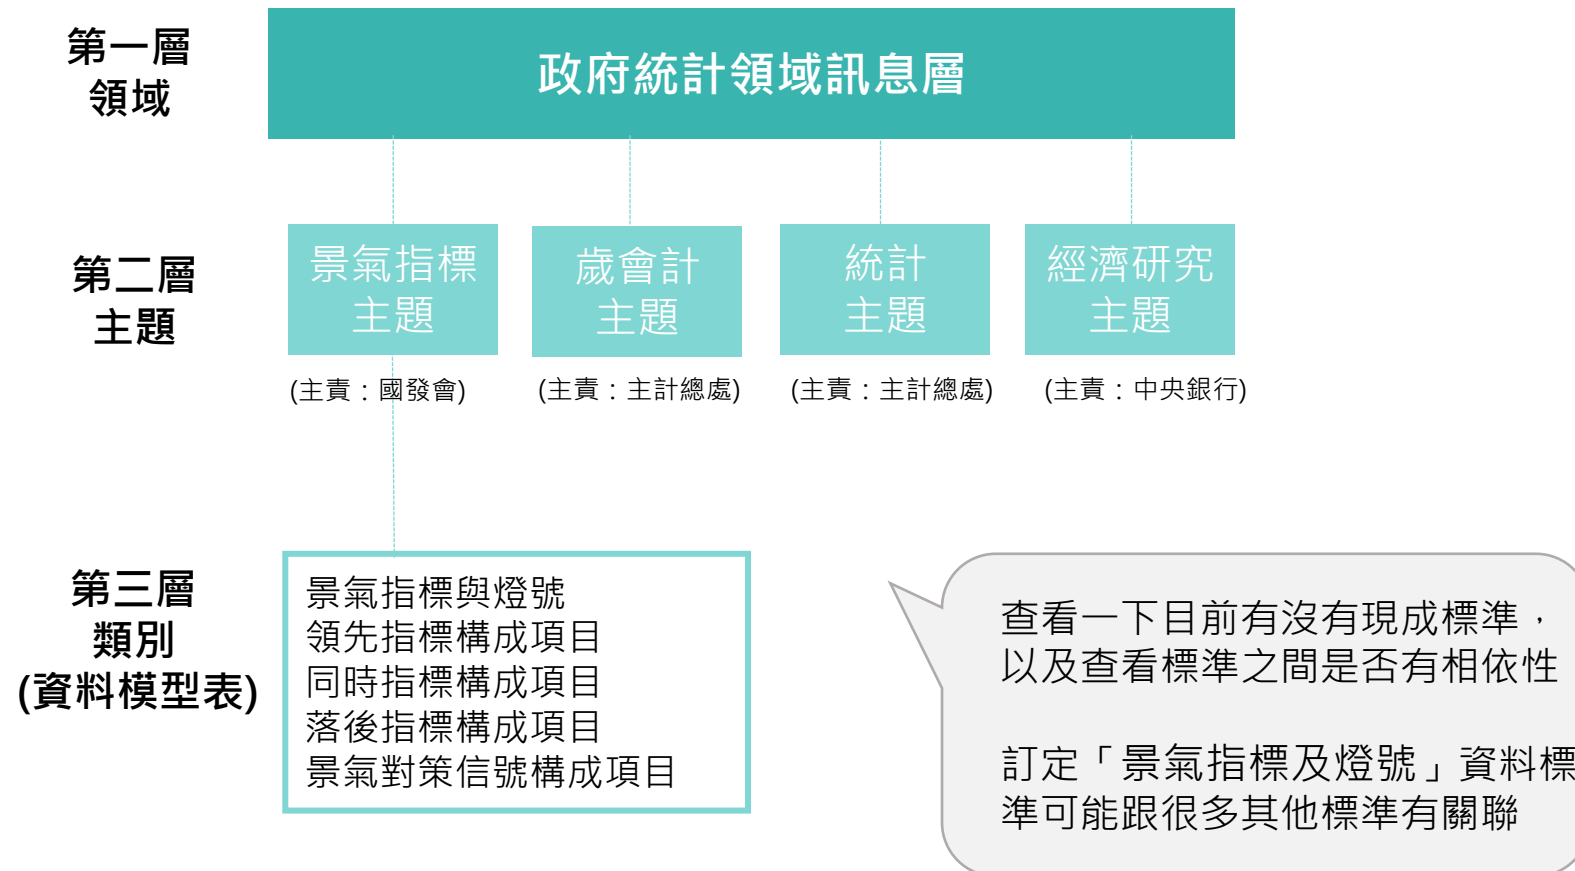 第一層
領域
政府統計領域訊息層
第二層
主題
景氣指標
主題
歲會計
主題
統計
主題
經濟研究
主題
(主責：國發會)
(主責：主計總處)
(主責：主計總處)
(主責：中央銀行)
第三層
類別
(資料模型表)
景氣指標與燈號
領先指標構成項目
同時指標構成項目
落後指標構成項目
景氣對策信號構成項目
查看一下目前有沒有現成標準，
以及查看標準之間是否有相依性
訂定「景氣指標及燈號」資料標
準可能跟很多其他標準有關聯